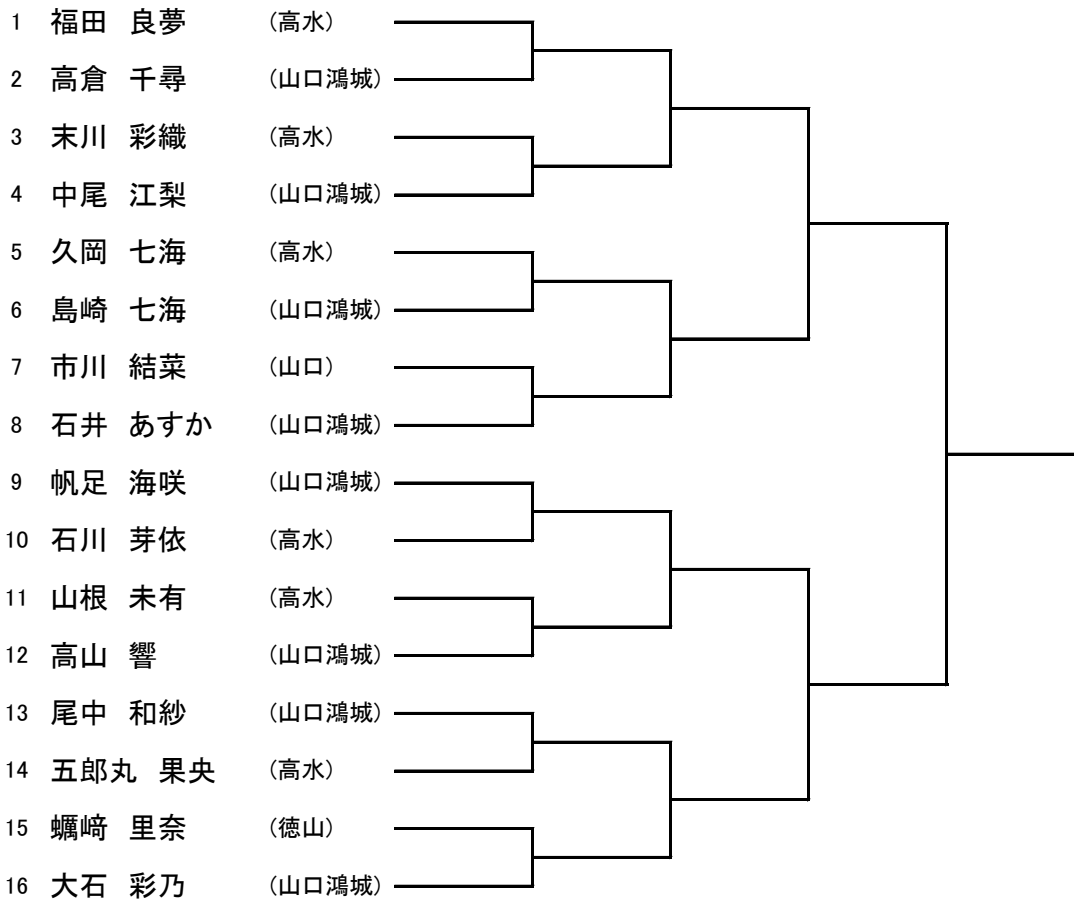 1 福田 良夢 (高水)
2 高倉 千尋 (山口鴻城)
3 末川 彩織 (高水)
4 中尾 江梨 (山口鴻城)
5 久岡 七海 (高水)
6 島崎 七海 (山口鴻城)
7 市川 結菜 (山口)
8 石井 あすか (山口鴻城)
9 帆足 海咲 (山口鴻城)
10 石川 芽依 (高水)
11 山根 未有 (高水)
12 高山 響 (山口鴻城)
13 尾中 和紗 (山口鴻城)
14 五郎丸 果央 (高水)
15 蠣﨑 里奈 (徳山)
16 大石 彩乃 (山口鴻城)